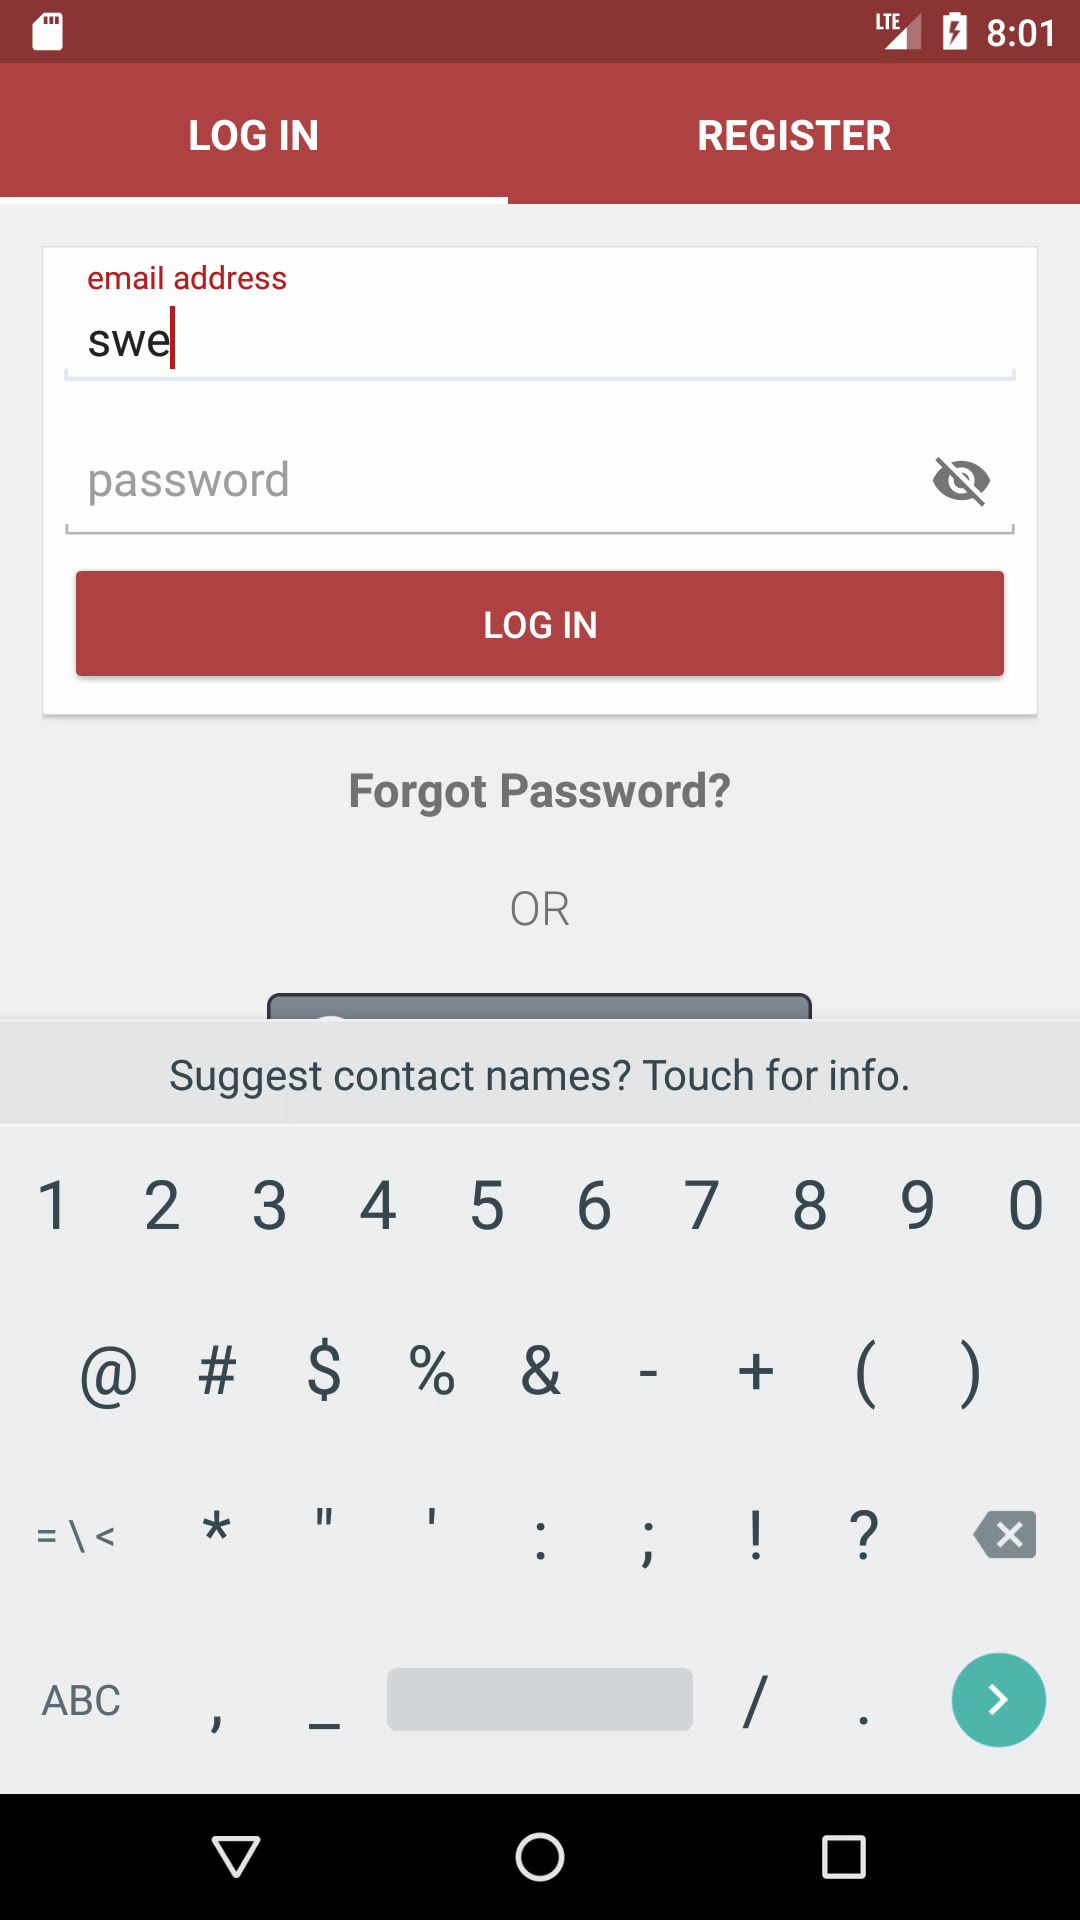 LTE 8:01
LOG IN REGISTER
email address
swe
password
LOG IN
Forgot Password?
OR
Suggest contact names? Touch for info.
1 2 3 4 5 6 7 8 9 0
@ # $ % & - + ( )
= \ < * " ' : ; ! ?
ABC , _ / .